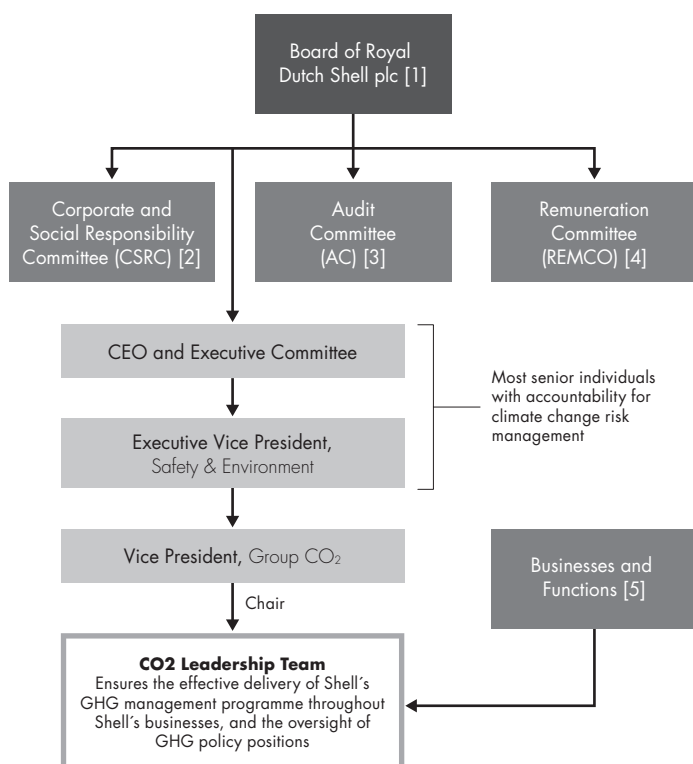 Board of Royal
Dutch Shell plc [1]
Corporate and
Social Responsibility
Committee (CSRC) [2]
Audit
Committee
(AC) [3]
Remuneration
Committee
(REMCO) [4]
CEO and Executive Committee
Executive Vice President,
Safety & Environment
Most senior individuals
with accountability for
climate change risk
management
Vice President, Group CO₂
Businesses and
Functions [5]
Chair
CO2 Leadership Team
Ensures the effective delivery of Shell´s
GHG management programme throughout
Shell´s businesses, and the oversight of
GHG policy positions